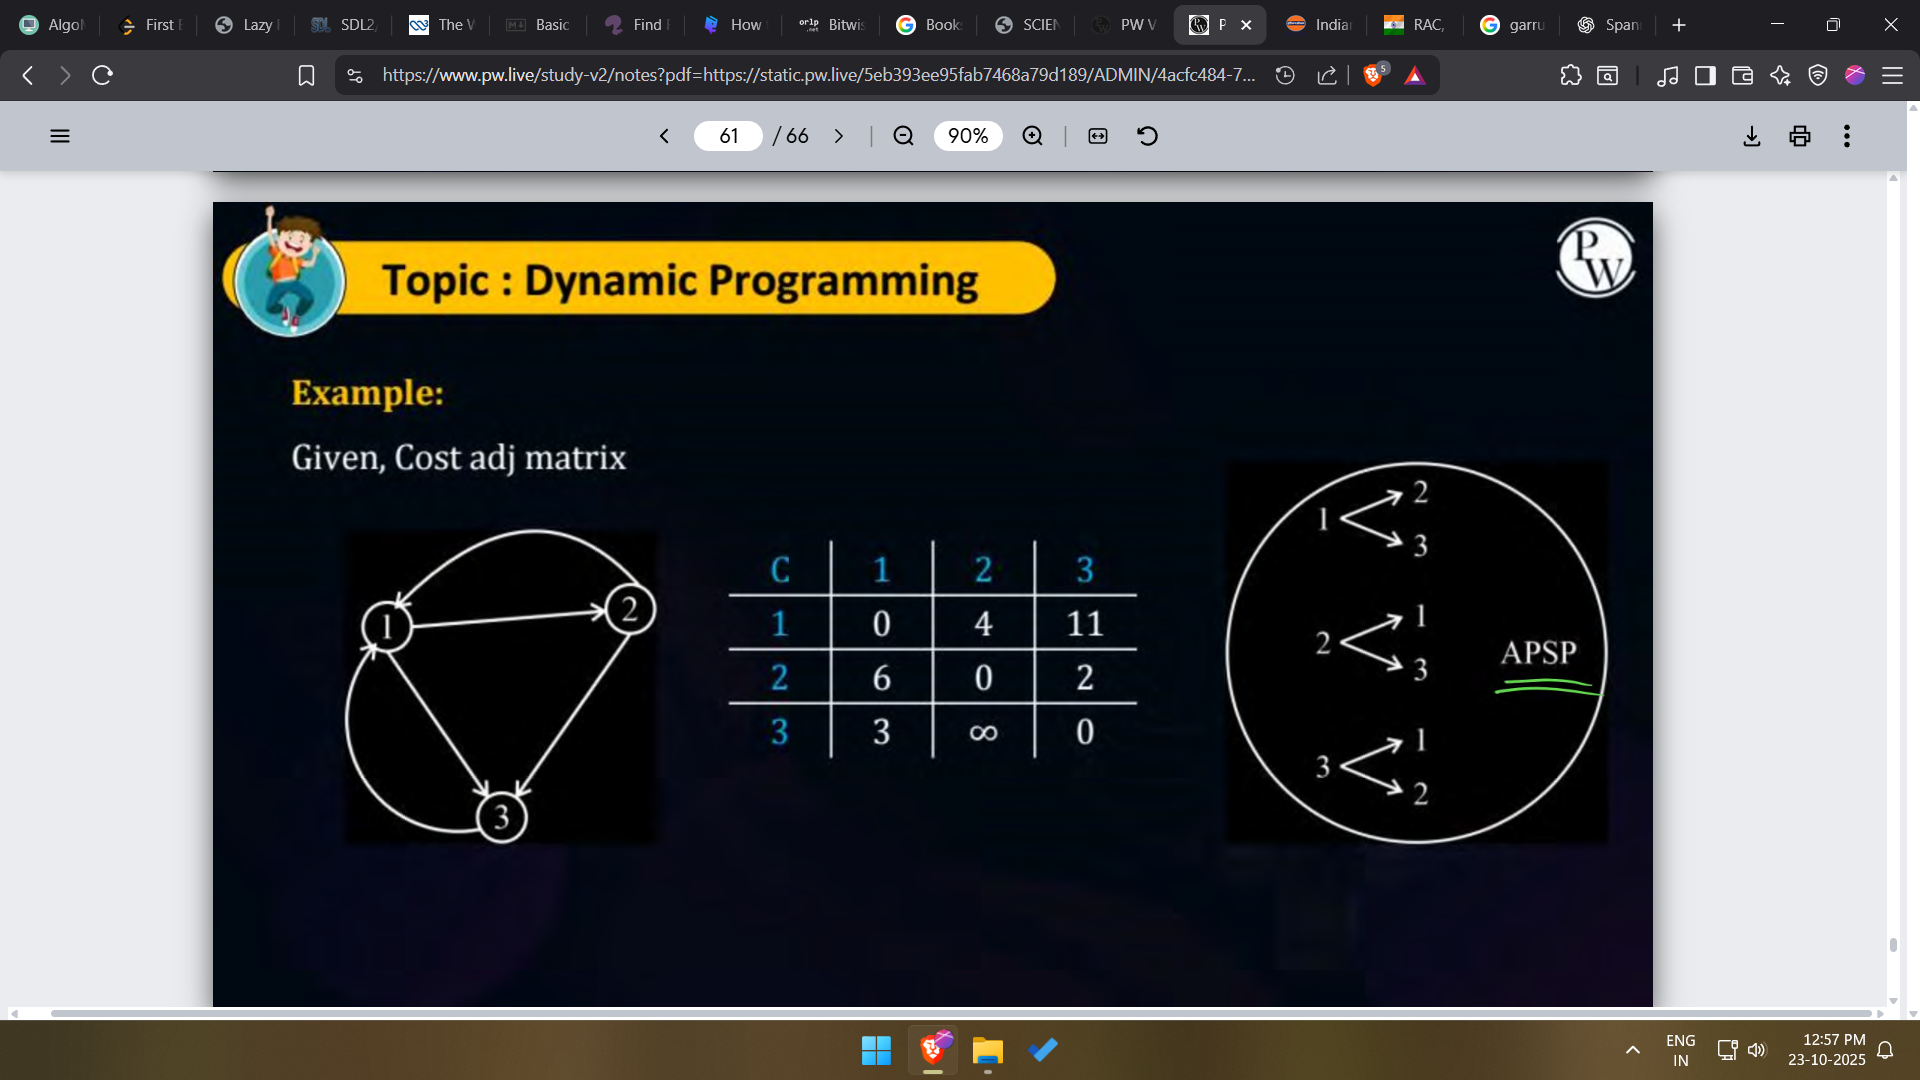 AlgoM
First E
Lazy
SDL2
The W
Basic
Find
How
Bitwis
Book
SCIEN
PW V
P
India
RAC,
garru
Span
https://www.pw.live/study-v2/notes?pdf=https://static.pw.live/5eb393ee95fab7468a79d189/ADMIN/4acfc484-7...
5
61 / 66
90%
Topic : Dynamic Programming
PW
Example:
Given, Cost adj matrix
1
2
3
C 1 2 3
1 0 4 11
2 6 0 2
3 3 ∞ 0
1 2
3
2 1
3
3 1
2
APSP
ENG
IN
12:57 PM
23-10-2025